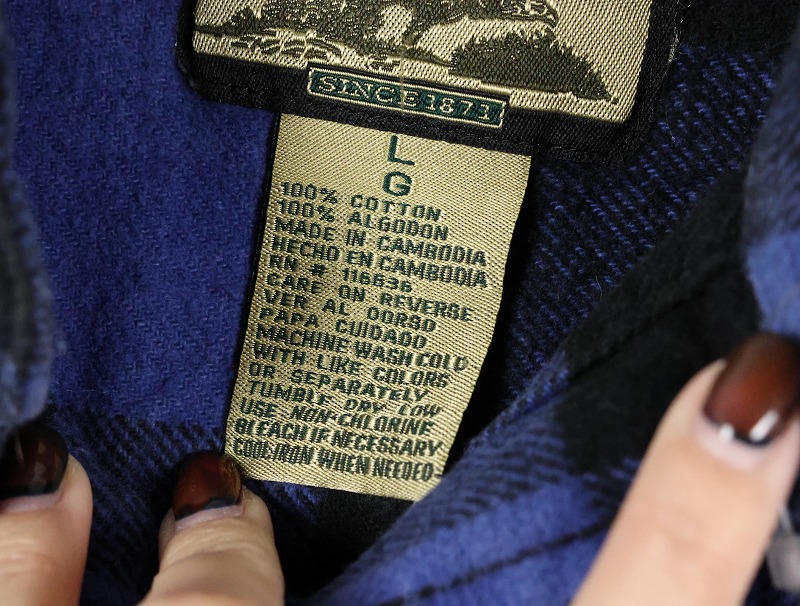 SINCE 1871
L
G
100% COTTON
100% ALGODON
MADE IN CAMBODIA
HECHO EN CAMBODIA
RN # 116636
CARE ON REVERSE
VER AL DORSO
PAPA CUIDADO
MACHINE WASH COLD
WITH LIKE COLORS
OR SEPARATELY
TUMBLE DRY LOW
USE NON-CHLORINE
BLEACH IF NECESSARY
COOL IRON WHEN NEEDED